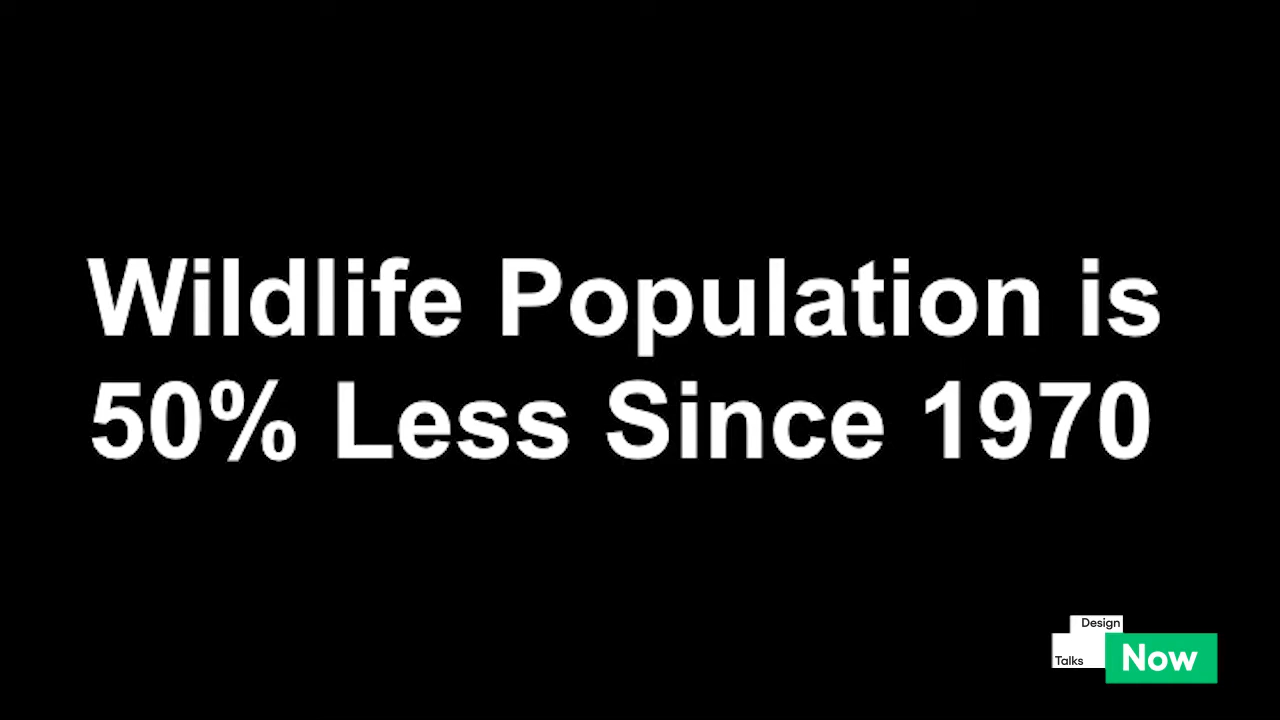 Wildlife Population is
50% Less Since 1970
Design
Talks
Now